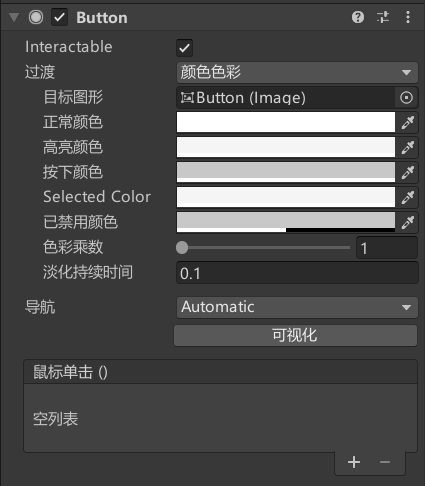 Button
Interactable
过渡 颜色色彩
目标图形 Button (Image)
正常颜色
高亮颜色
按下颜色
Selected Color
已禁用颜色
色彩乘数 1
淡化持续时间 0.1
导航 Automatic
可视化
鼠标单击 ()
空列表